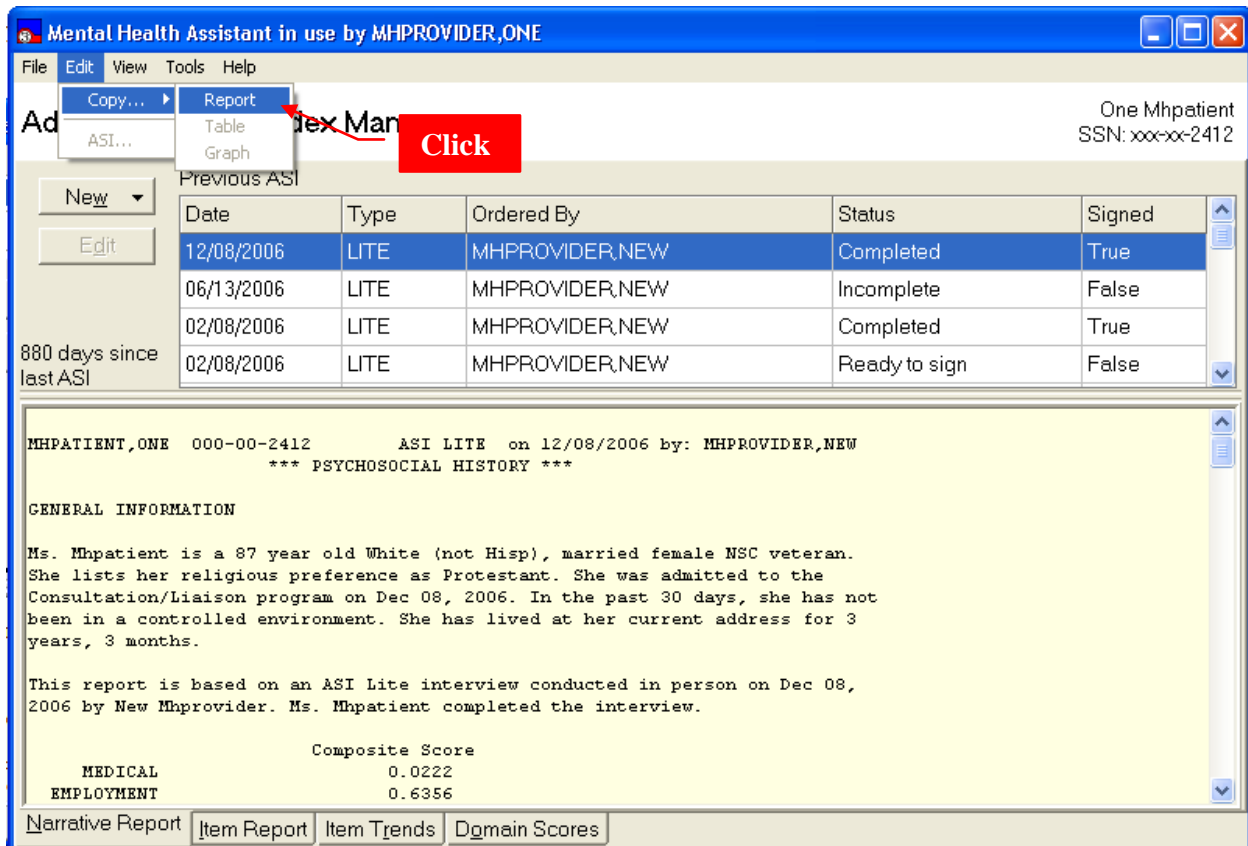 Mental Health Assistant in use by MHPROVIDER,ONE
File Edit View Tools Help
Copy... Report
Table
ASI...
Graph
Ad dex Man
Click
One Mhpatient
SSN: xxx-xx-2412
New
Edit
880 days since
last ASI
Previous ASI
Date Type Ordered By Status Signed
12/08/2006 LITE MHPROVIDER,NEW Completed True
06/13/2006 LITE MHPROVIDER,NEW Incomplete False
02/08/2006 LITE MHPROVIDER,NEW Completed True
02/08/2006 LITE MHPROVIDER,NEW Ready to sign False
MHPATIENT,ONE 000-00-2412 ASI LITE on 12/08/2006 by: MHPROVIDER,NEW
*** PSYCHOSOCIAL HISTORY ***
GENERAL INFORMATION
Ms. Mhpatient is a 87 year old White (not Hisp), married female NSC veteran.
She lists her religious preference as Protestant. She was admitted to the
Consultation/Liaison program on Dec 08, 2006. In the past 30 days, she has not
been in a controlled environment. She has lived at her current address for 3
years, 3 months.
This report is based on an ASI Lite interview conducted in person on Dec 08,
2006 by New Mhprovider. Ms. Mhpatient completed the interview.
Composite Score
MEDICAL 0.0222
EMPLOYMENT 0.6356
Narrative Report Item Report Item Trends Domain Scores